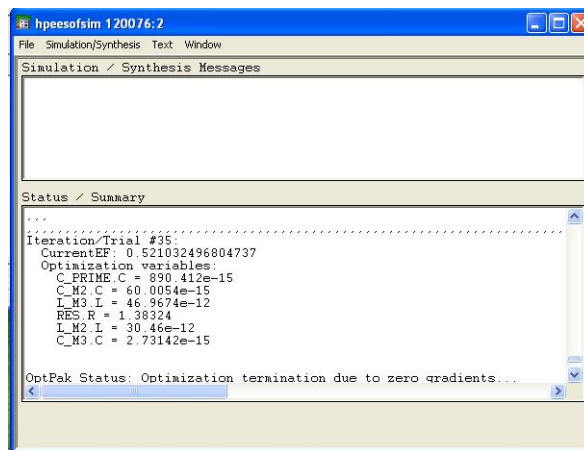 hpeesofsim 120076:2
File Simulation/Synthesis Text Window
Simulation / Synthesis Messages
Status / Summary
,,,
Iteration/Trial #35:
CurrentEF: 0.521032496804737
Optimization variables:
C_PRIME.C = 890.412e-15
C_M2.C = 60.0054e-15
L_M3.L = 46.9674e-12
RES.R = 1.38324
L_M2.L = 30.46e-12
C_M3.C = 2.73142e-15
OptPak Status: Optimization termination due to zero gradients...